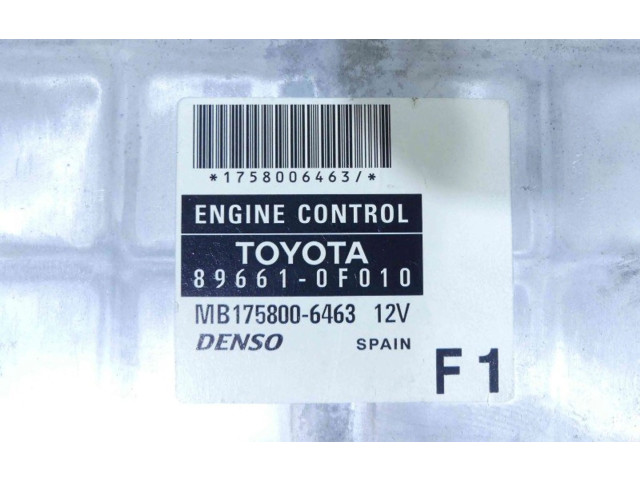 *1758006463/*
ENGINE CONTROL
TOYOTA
89661-0F010
MB175800-6463 12V
DENSO SPAIN
F1